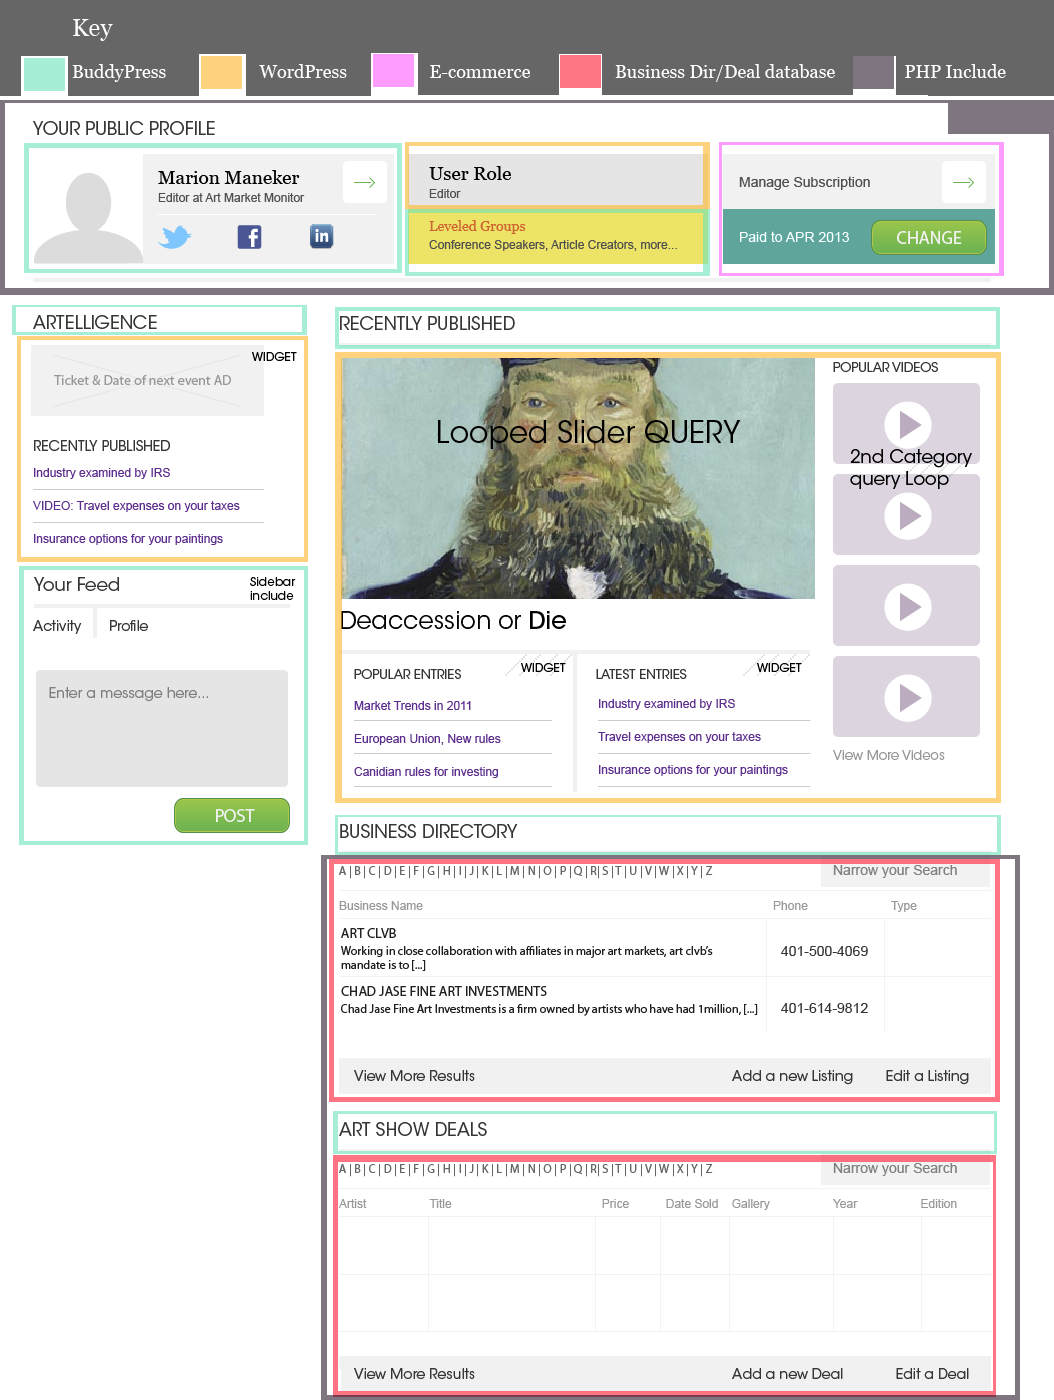 Key
BuddyPress
WordPress
E-commerce
Business Dir/Deal database
PHP Include
YOUR PUBLIC PROFILE
Marion Maneker
Editor at Art Market Monitor
User Role
Editor
Leveled Groups
Conference Speakers, Article Creators, more...
Manage Subscription
Paid to APR 2013
CHANGE
ARTELLIGENCE
WIDGET
Ticket & Date of next event AD
RECENTLY PUBLISHED
Industry examined by IRS
VIDEO: Travel expenses on your taxes
Insurance options for your paintings
Your Feed
Sidebar
include
Activity
Profile
Enter a message here...
POST
RECENTLY PUBLISHED
Looped Slider QUERY
Deaccession or Die
POPULAR ENTRIES
WIDGET
Market Trends in 2011
European Union, New rules
Canidian rules for investing
LATEST ENTRIES
WIDGET
Industry examined by IRS
Travel expenses on your taxes
Insurance options for your paintings
POPULAR VIDEOS
2nd Category
query Loop
View More Videos
BUSINESS DIRECTORY
A|B|C|D|E|F|G|H|I|J|K|L|M|N|O|P|Q|R|S|T|U|V|W|X|Y|Z
Narrow your Search
Business Name
Phone
Type
ART CLVB
Working in close collaboration with affiliates in major art markets, art clvb's
mandate is to [...]
401-500-4069
CHAD JASE FINE ART INVESTMENTS
Chad Jase Fine Art Investments is a firm owned by artists who have had 1million, [...]
401-614-9812
View More Results
Add a new Listing
Edit a Listing
ART SHOW DEALS
A|B|C|D|E|F|G|H|I|J|K|L|M|N|O|P|Q|R|S|T|U|V|W|X|Y|Z
Narrow your Search
Artist
Title
Price
Date Sold
Gallery
Year
Edition
View More Results
Add a new Deal
Edit a Deal